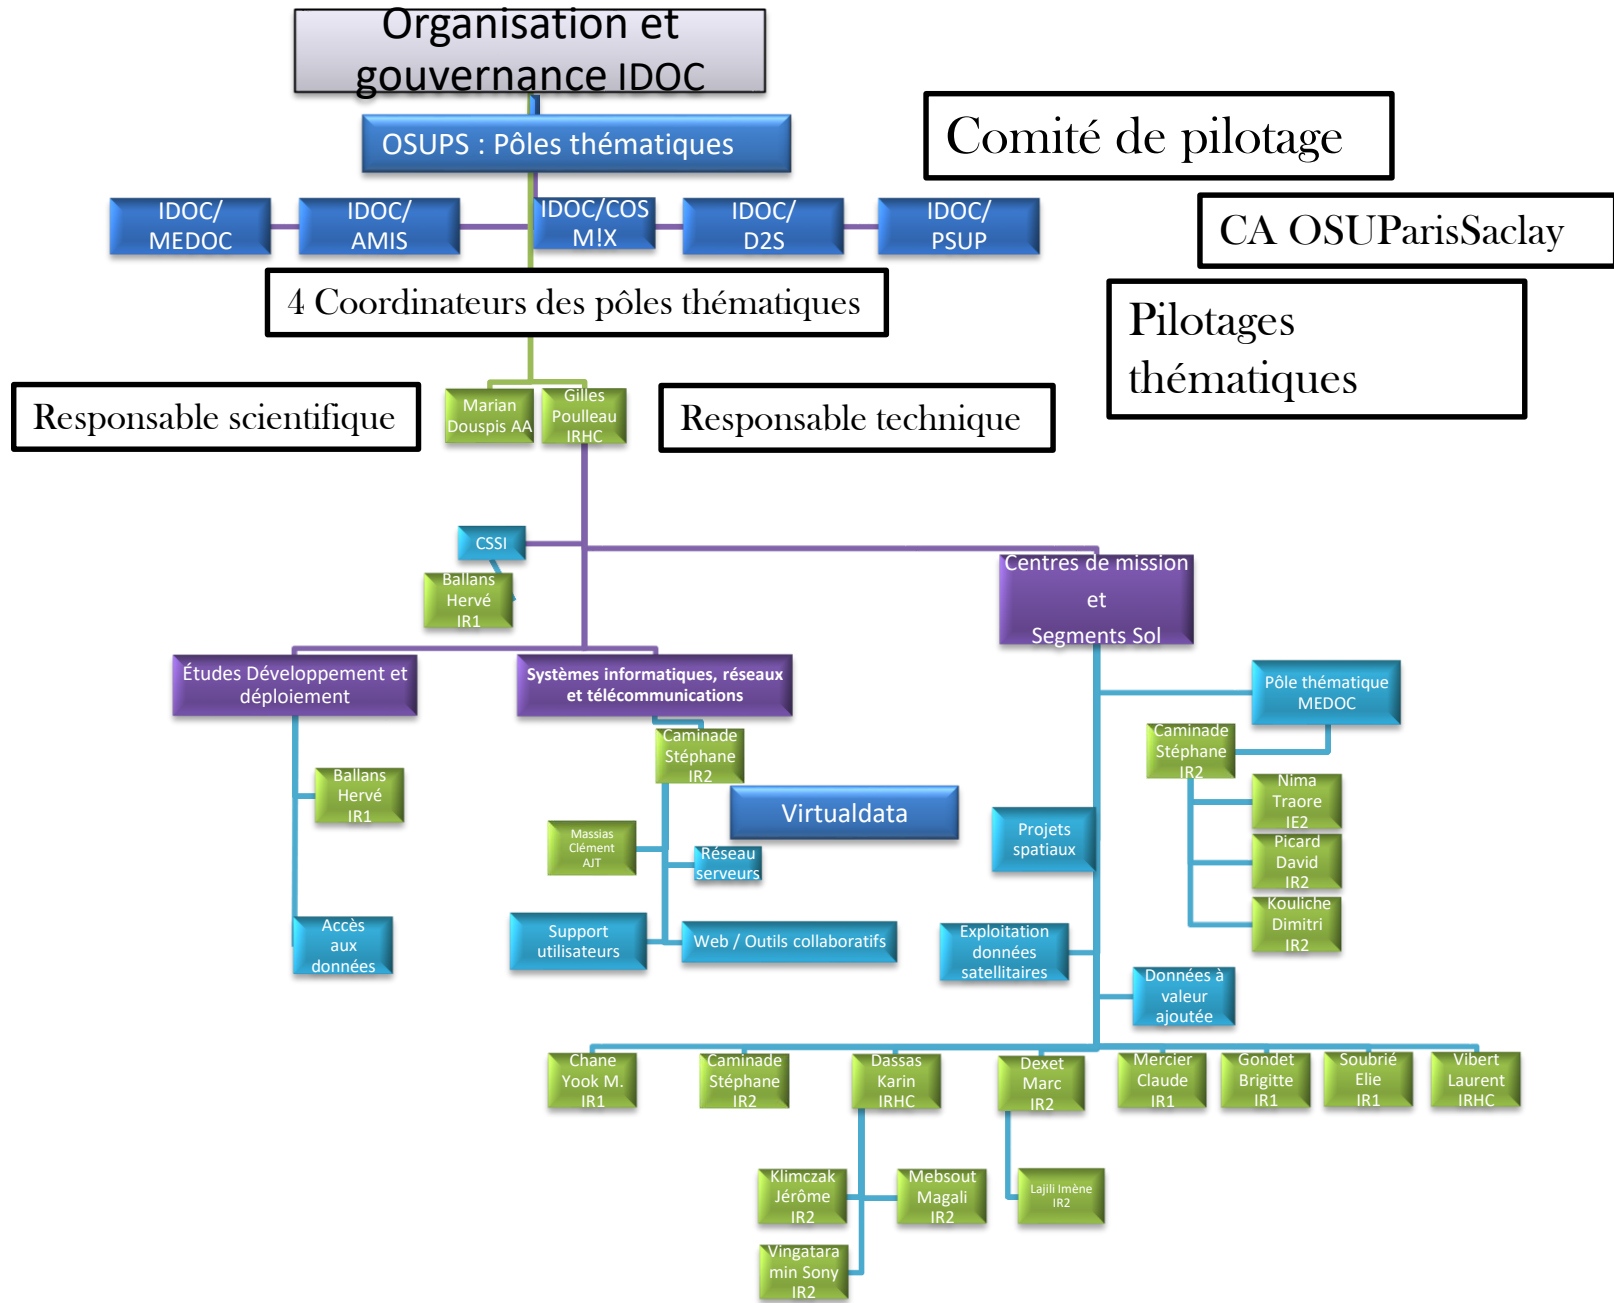 Organisation et
gouvernance IDOC
OSUPS : Pôles thématiques
Comité de pilotage
IDOC/
MEDOC
IDOC/
AMIS
IDOC/COS
M!X
IDOC/
D2S
IDOC/
PSUP
CA OSUParisSaclay
4 Coordinateurs des pôles thématiques
Pilotages
thématiques
Responsable scientifique
Marian
Douspis AA
Gilles
Poulleau
IRHC
Responsable technique
CSSI
Ballans
Hervé
IR1
Centres de mission
et
Segments Sol
Études Développement et
déploiement
Systèmes informatiques, réseaux
et télécommunications
Pôle thématique
MEDOC
Caminade
Stéphane
IR2
Caminade
Stéphane
IR2
Ballans
Hervé
IR1
Virtualdata
Nima
Traore
IE2
Massias
Clément
AJT
Réseau
serveurs
Projets
spatiaux
Picard
David
IR2
Kouliche
Dimitri
IR2
Accès
aux
données
Support
utilisateurs
Web / Outils collaboratifs
Exploitation
données
satellitaires
Données à
valeur
ajoutée
Chane
Yook M.
IR1
Caminade
Stéphane
IR2
Dassas
Karin
IRHC
Dexet
Marc
IR2
Mercier
Claude
IR1
Gondet
Brigitte
IR1
Soubrié
Elie
IR1
Vibert
Laurent
IRHC
Klimczak
Jérôme
IR2
Mebsout
Magali
IR2
Lajili Imène
IR2
Vingatara
min Sony
IR2